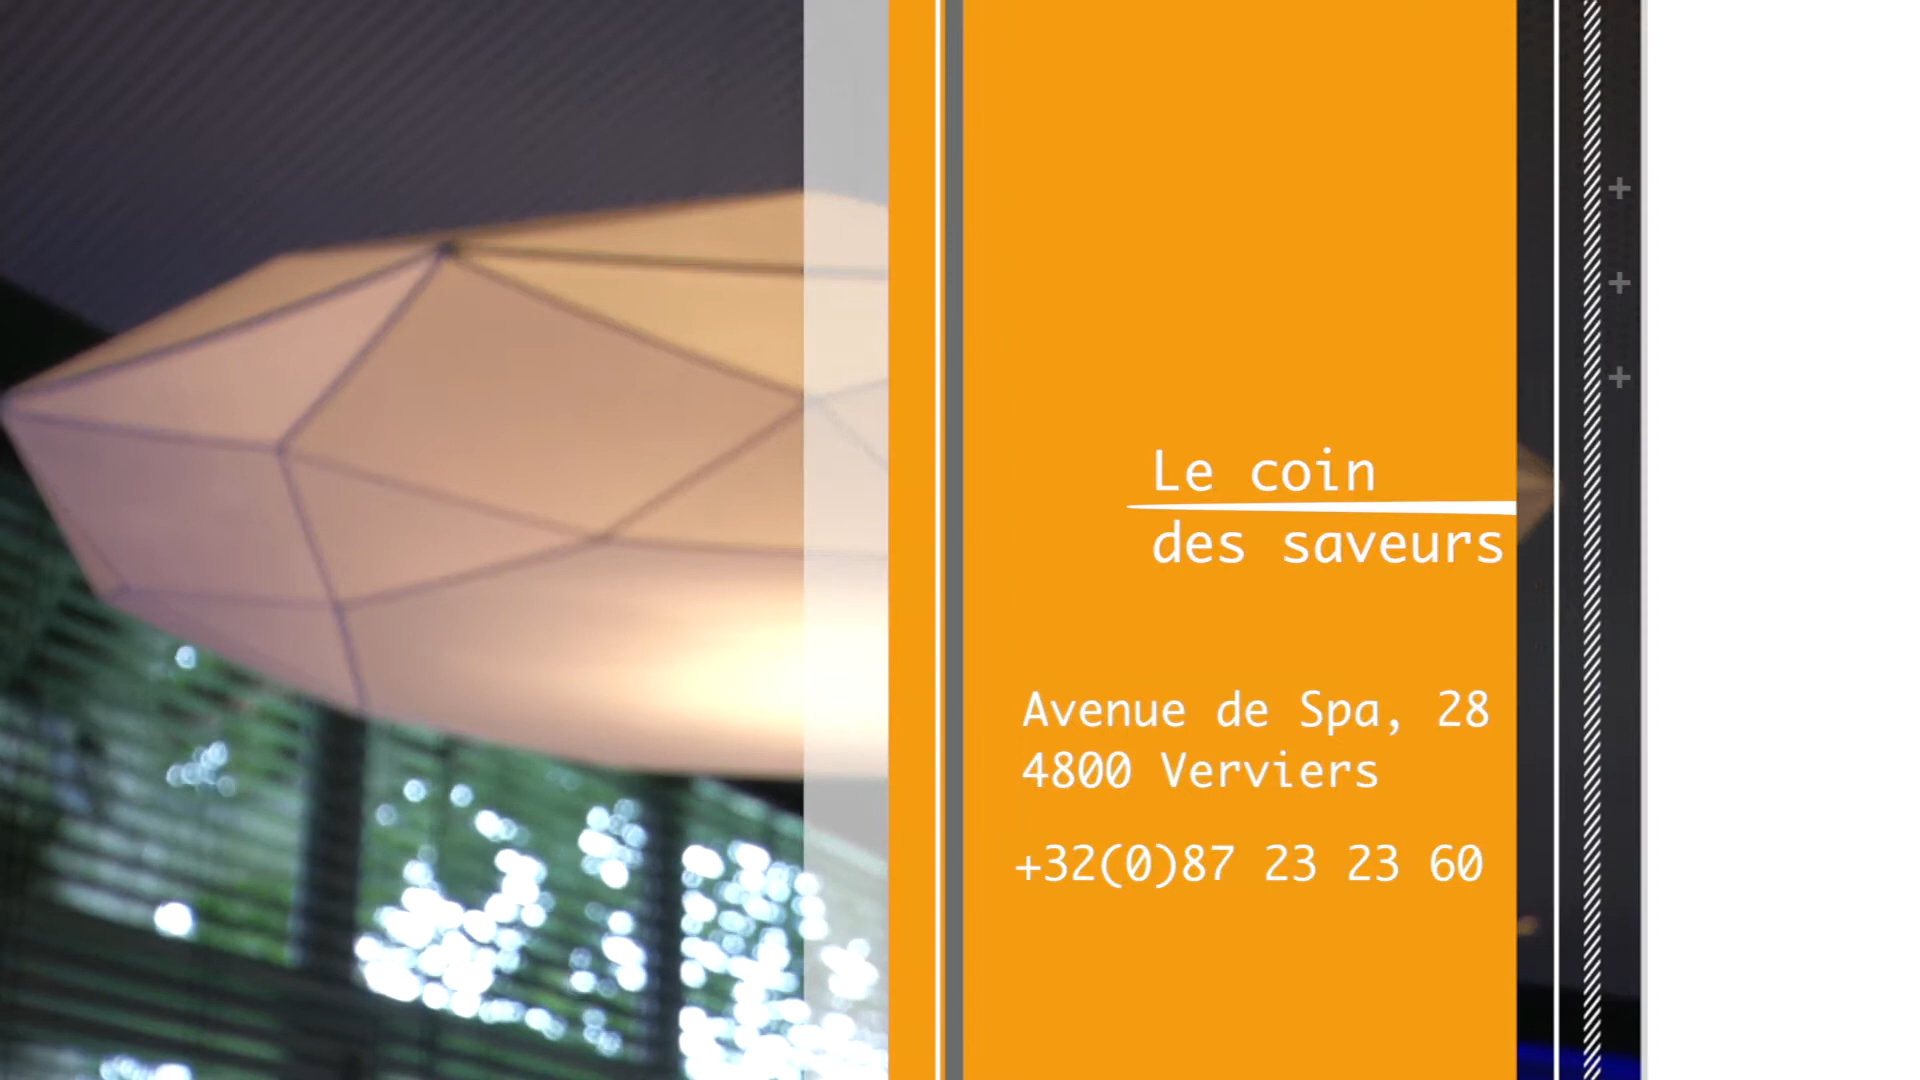 Le coin
des saveurs
Avenue de Spa, 28
4800 Verviers
+32(0)87 23 23 60